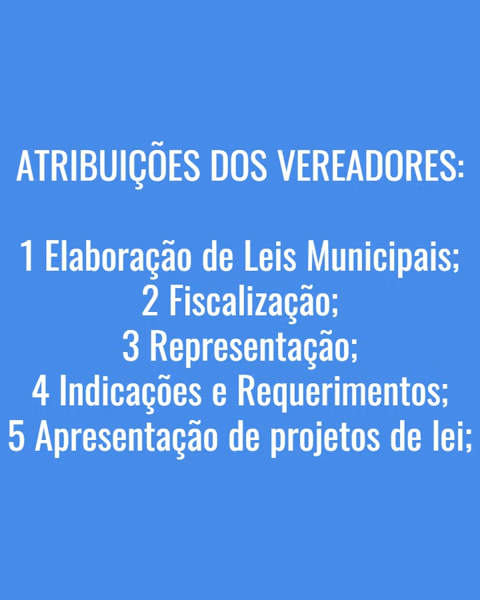 ATRIBUIÇÕES DOS VEREADORES:
1 Elaboração de Leis Municipais;
2 Fiscalização;
3 Representação;
4 Indicações e Requerimentos;
5 Apresentação de projetos de lei;